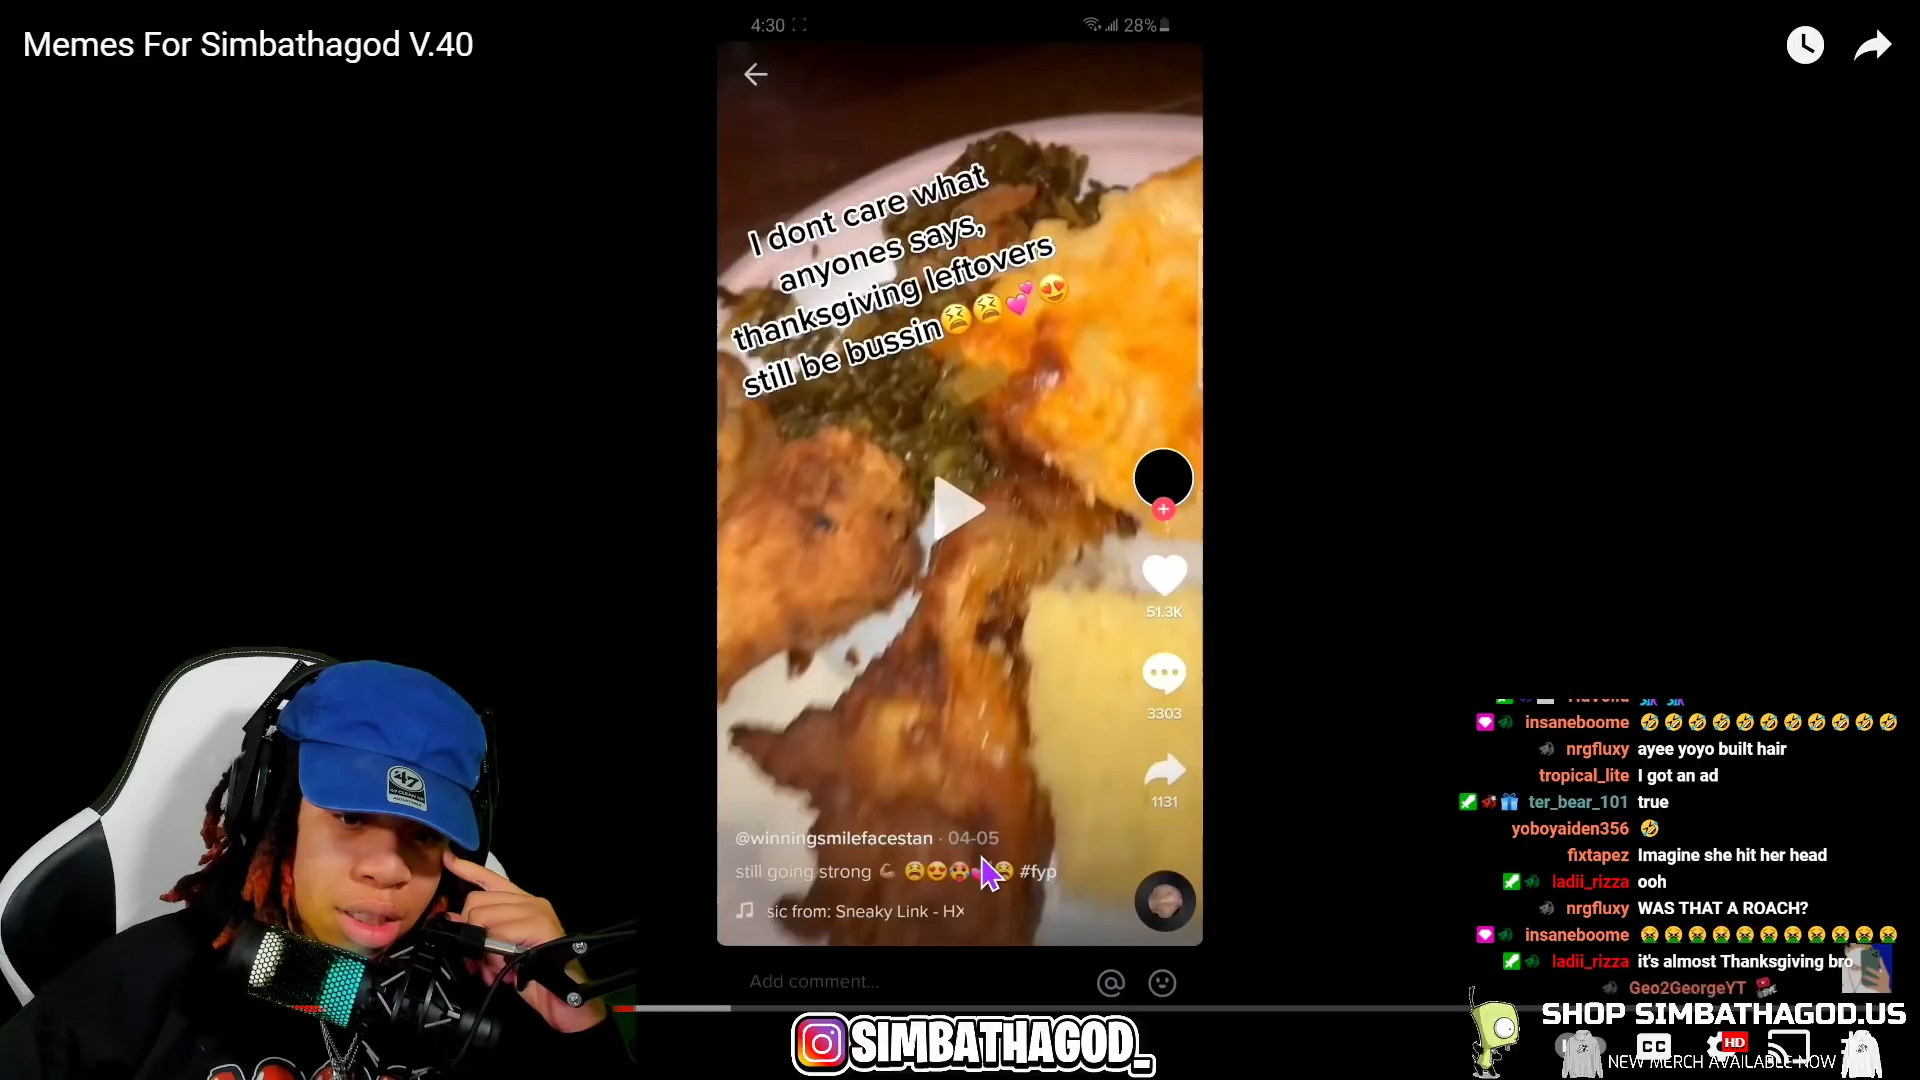 Memes For Simbathagod V.40
4:30
28%
I dont care what
anyones says,
thanksgiving leftovers
still be bussin😫😫💕😍
51.3K
3303
1131
@winningsmilefacestan · 04-05
still going strong 💪 #fyp
sic from: Sneaky Link - HX
Add comment...
47
insaneboome 🤣🤣🤣🤣🤣🤣🤣🤣🤣🤣🤣
nrgfluxy ayee yoyo built hair
tropical_lite I got an ad
ter_bear_101 true
yoboyaiden356 🤣
fixtapez Imagine she hit her head
ladii_rizza ooh
nrgfluxy WAS THAT A ROACH?
insaneboome 🤮🤮🤮🤮🤮🤮🤮🤮🤮🤮🤮
ladii_rizza it's almost Thanksgiving bro
Geo2GeorgeYT
SIMBATHAGOD_
SHOP SIMBATHAGOD.US
CC
HD
NEW MERCH AVAILABLE NOW